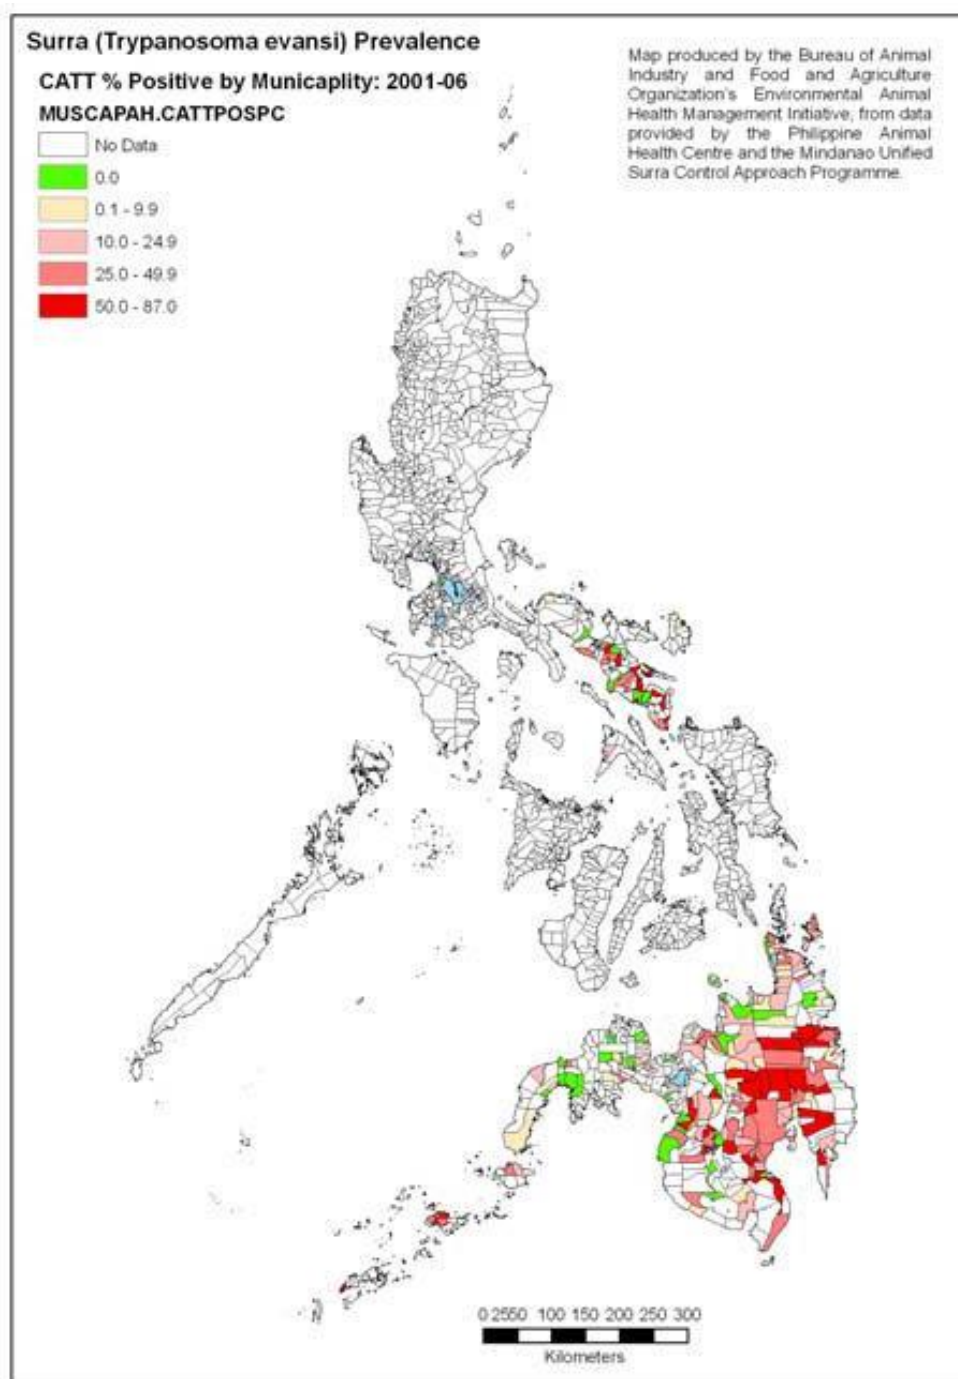 Surra (Trypanosoma evansi) Prevalence
CATT % Positive by Municaplity: 2001-06
MUSCAPAH.CATTPOSPC
No Data
0.0
0.1 - 9.9
10.0 - 24.9
25.0 - 49.9
50.0 - 87.0
Map produced by the Bureau of Animal
Industry and Food and Agriculture
Organization's Environmental Animal
Health Management Initiative, from data
provided by the Philippine Animal
Health Centre and the Mindanao Unified
Surra Control Approach Programme.
0 2550 100 150 200 250 300
Kilometers